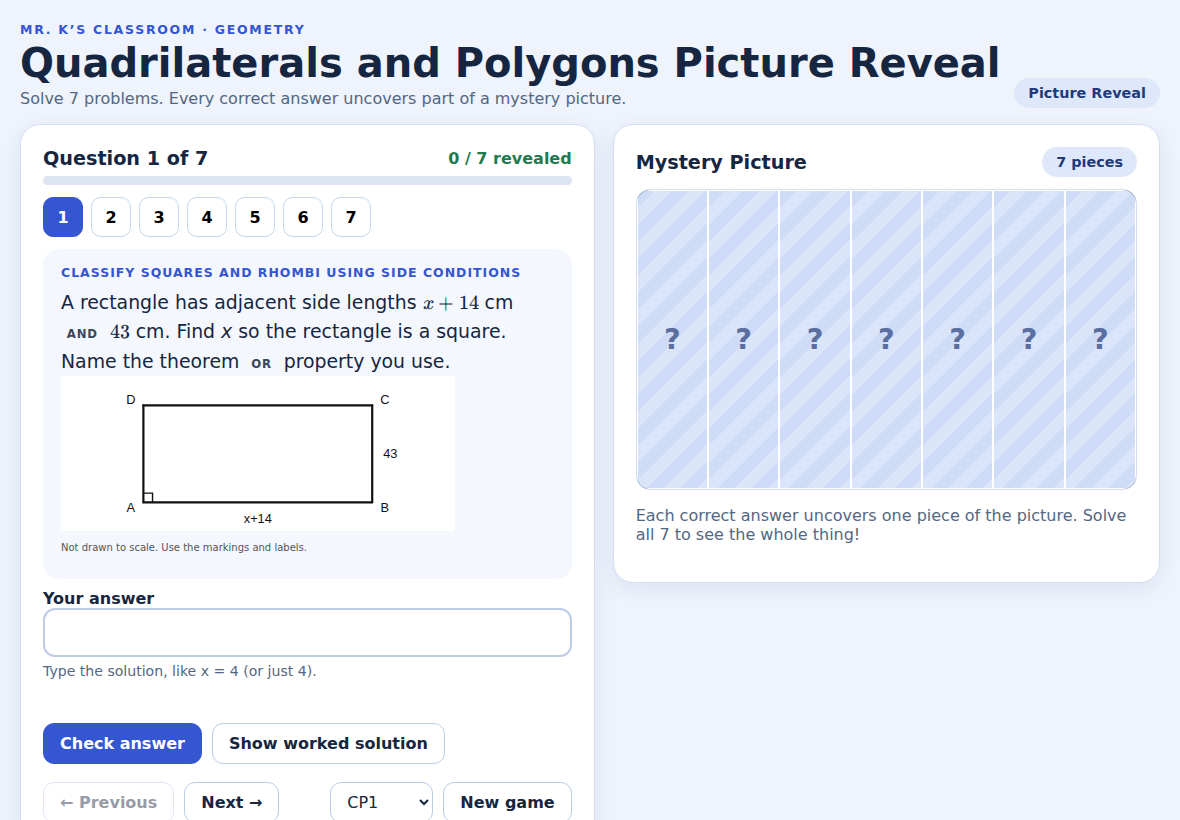 MR. K’S CLASSROOM · GEOMETRY
Quadrilaterals and Polygons Picture Reveal
Solve 7 problems. Every correct answer uncovers part of a mystery picture.
Picture Reveal
Question 1 of 7
0 / 7 revealed
1 2 3 4 5 6 7
CLASSIFY SQUARES AND RHOMBI USING SIDE CONDITIONS
A rectangle has adjacent side lengths x + 14 cm
AND 43 cm. Find x so the rectangle is a square.
Name the theorem OR property you use.
D
C
43
A
B
x+14
Not drawn to scale. Use the markings and labels.
Your answer
Type the solution, like x = 4 (or just 4).
Check answer
Show worked solution
← Previous
Next →
CP1
New game
Mystery Picture
7 pieces
? ? ? ? ? ? ?
Each correct answer uncovers one piece of the picture. Solve
all 7 to see the whole thing!